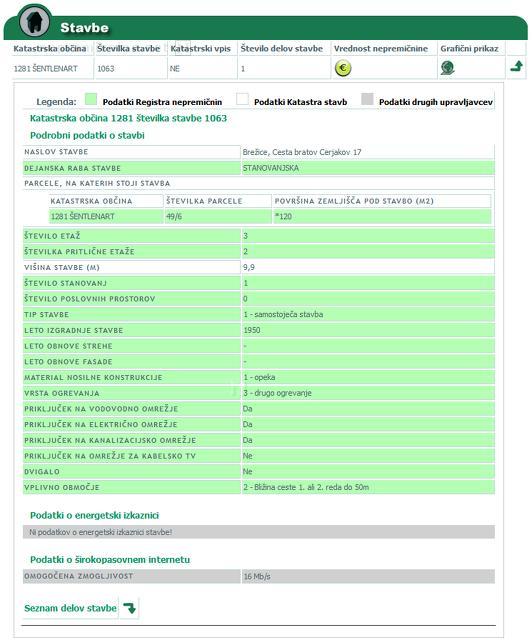 Stavbe
Katastrska občina Številka stavbe Katastrski vpis Število delov stavbe Vrednost nepremičnine Grafični prikaz
1281 ŠENTLENART 1063 NE 1
Legenda: Podatki Registra nepremičnin Podatki Katastra stavb Podatki drugih upravljavcev
Katastrska občina 1281 številka stavbe 1063
Podrobni podatki o stavbi
NASLOV STAVBE Brežice, Cesta bratov Cerjakov 17
DEJANSKA RABA STAVBE STANOVANJSKA
PARCELE, NA KATERIH STOJI STAVBA
KATASTRSKA OBČINA ŠTEVILKA PARCELE POVRŠINA ZEMLJIŠČA POD STAVBO (M2)
1281 ŠENTLENART 49/6 *120
ŠTEVILO ETAŽ 3
ŠTEVILKA PRITLIČNE ETAŽE 2
VIŠINA STAVBE (M) 9,9
ŠTEVILO STANOVANJ 1
ŠTEVILO POSLOVNIH PROSTOROV 0
TIP STAVBE 1 - samostoječa stavba
LETO IZGRADNJE STAVBE 1950
LETO OBNOVE STREHE -
LETO OBNOVE FASADE -
MATERIAL NOSILNE KONSTRUKCIJE 1 - opeka
VRSTA OGREVANJA 3 - drugo ogrevanje
PRIKLJUČEK NA VODOVODNO OMREŽJE Da
PRIKLJUČEK NA ELEKTRIČNO OMREŽJE Da
PRIKLJUČEK NA KANALIZACIJSKO OMREŽJE Da
PRIKLJUČEK NA OMREŽJE ZA KABELSKO TV Ne
DVIGALO Ne
VPLIVNO OBMOČJE 2 - Bližina ceste 1. ali 2. reda do 50m
Podatki o energetski izkaznici
Ni podatkov o energetski izkaznici stavbe!
Podatki o širokopasovnem internetu
OMOGOČENA ZMOGLJIVOST 16 Mb/s
Seznam delov stavbe